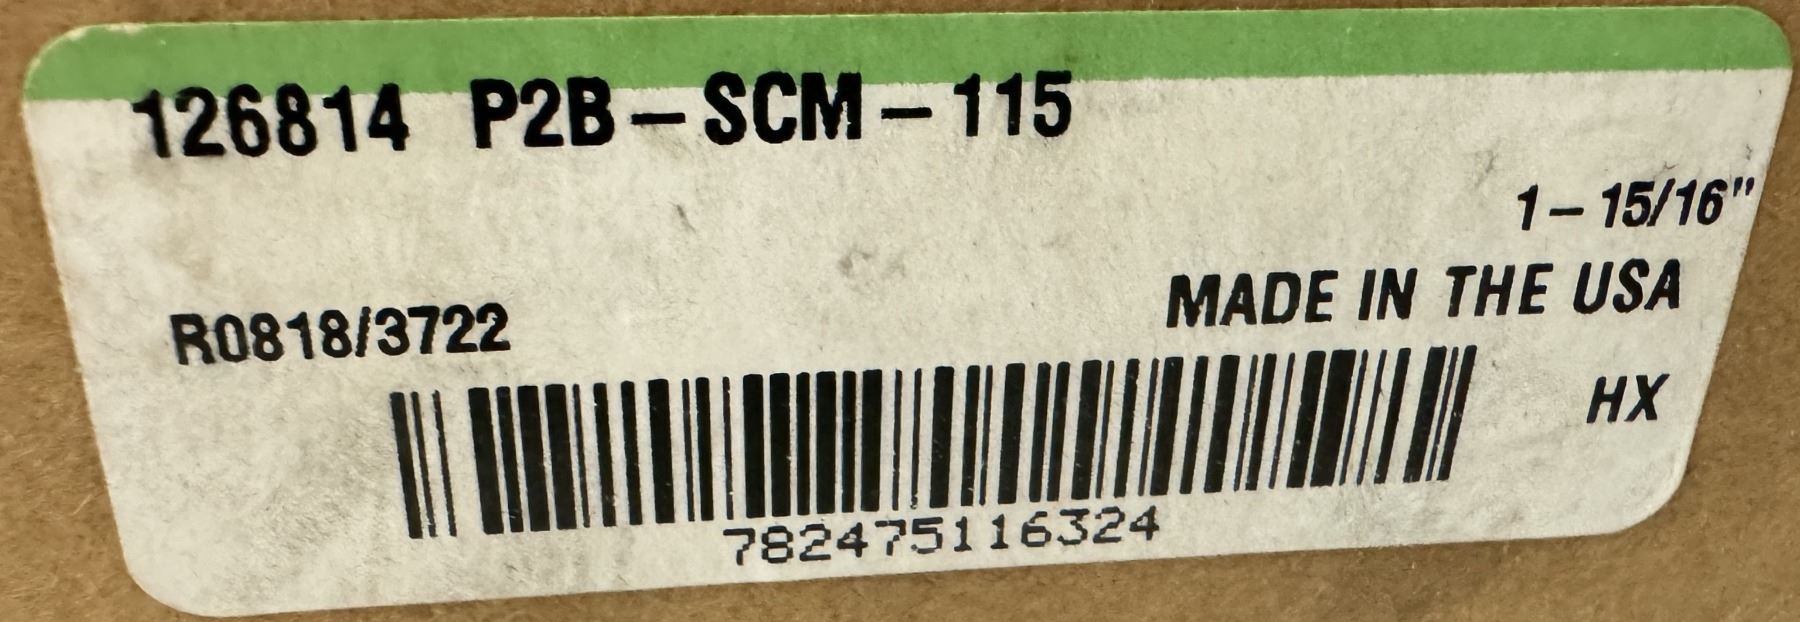 126814 P2B-SCM-115
1-15/16"
MADE IN THE USA
R0818/3722
HX
782475116324